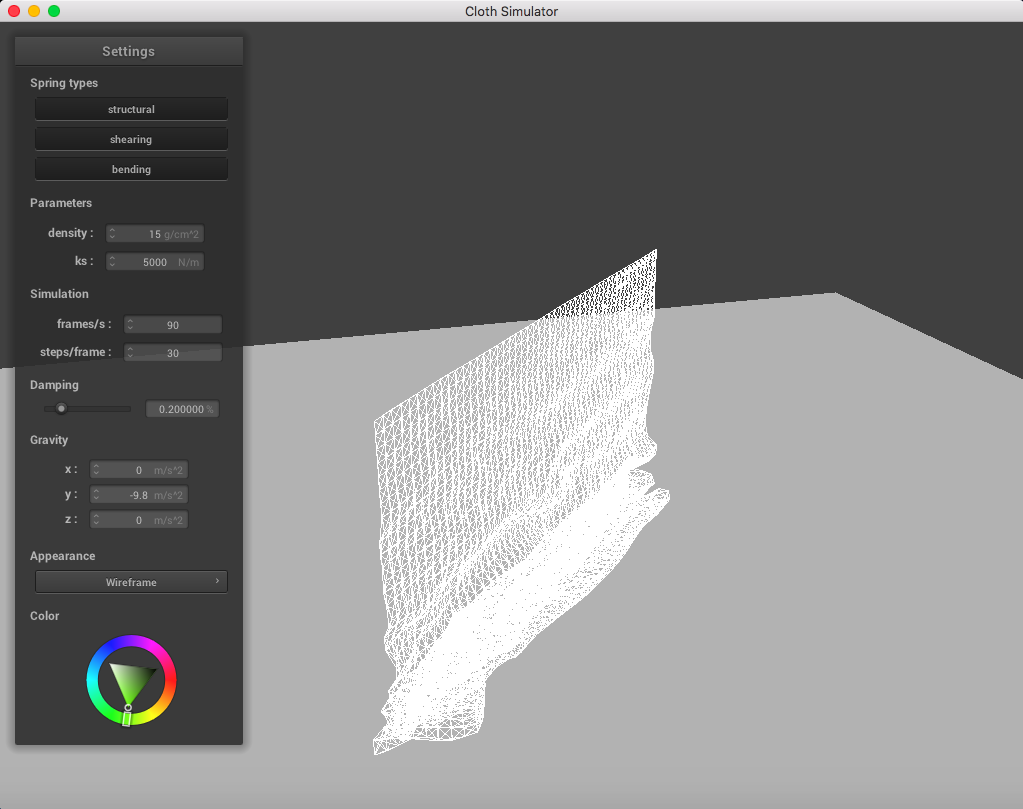 Cloth Simulator
Settings
Spring types
structural
shearing
bending
Parameters
density : 15 g/cm^2
ks : 5000 N/m
Simulation
frames/s : 90
steps/frame : 30
Damping
0.200000 %
Gravity
x : 0 m/s^2
y : -9.8 m/s^2
z : 0 m/s^2
Appearance
Wireframe ›
Color